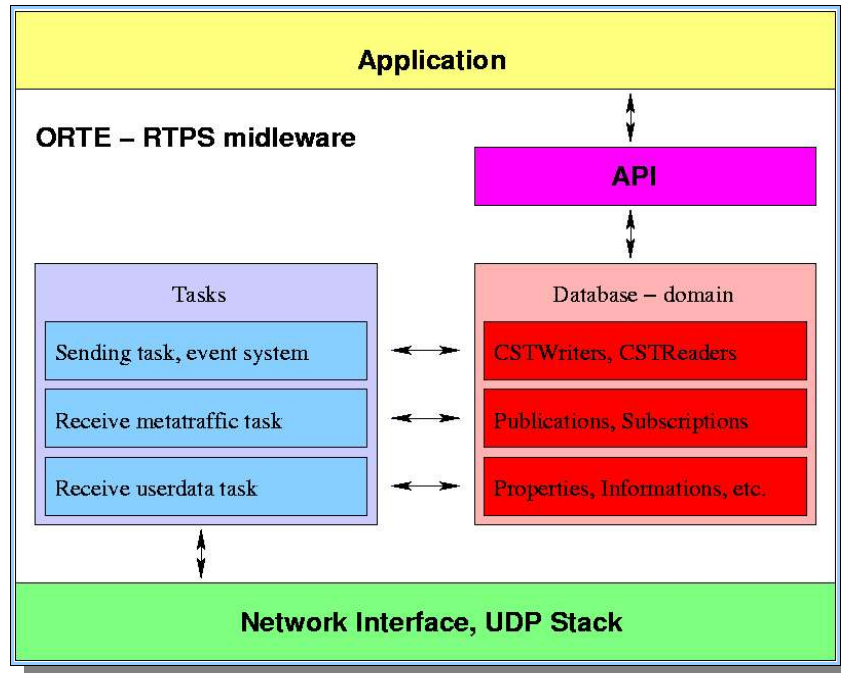 Application
ORTE – RTPS midleware
API
Tasks
Sending task, event system
Receive metatraffic task
Receive userdata task
Database – domain
CSTWriters, CSTReaders
Publications, Subscriptions
Properties, Informations, etc.
Network Interface, UDP Stack